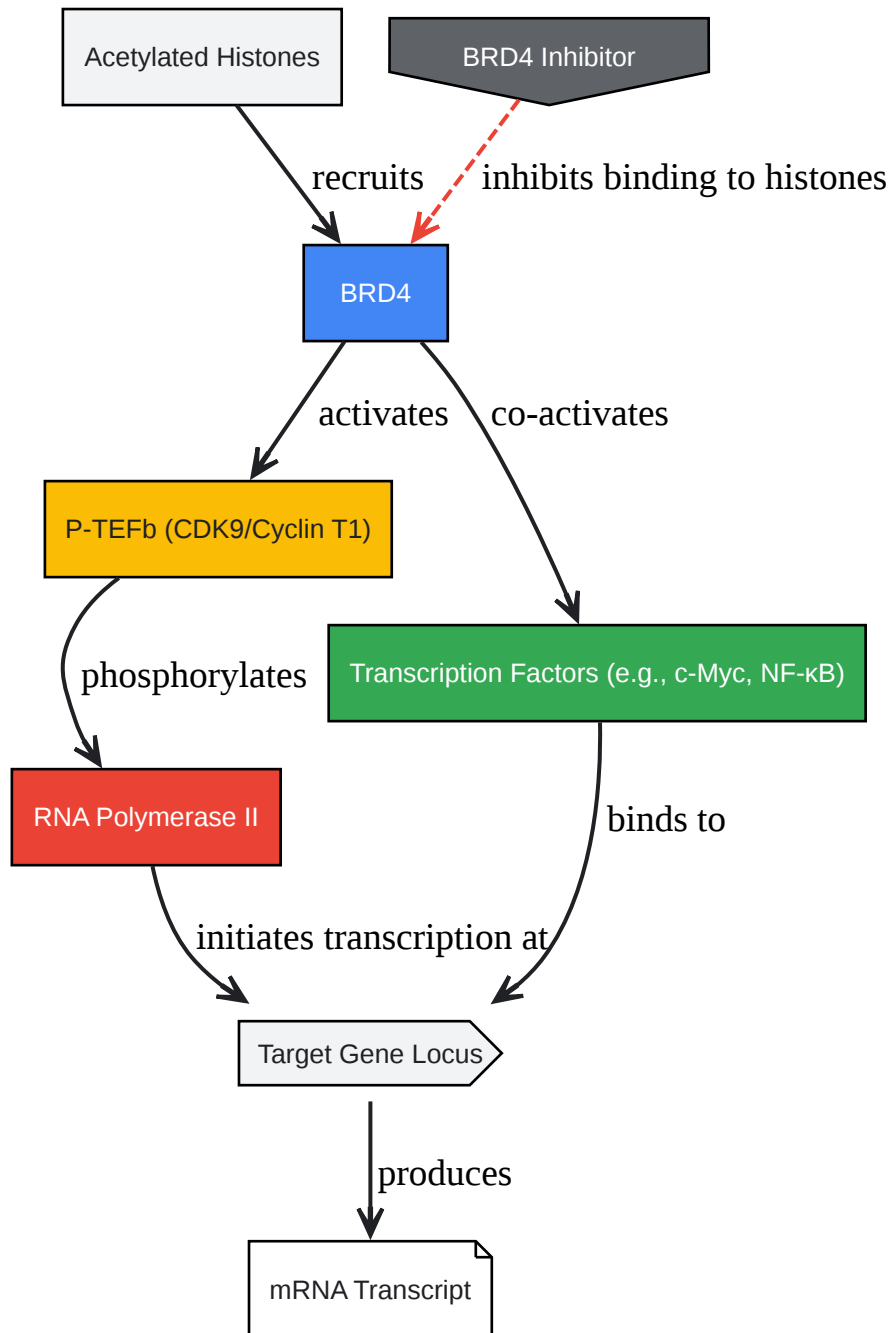 Acetylated Histones
BRD4 Inhibitor
recruits
inhibits binding to histones
BRD4
activates
co-activates
P-TEFb (CDK9/Cyclin T1)
Transcription Factors (e.g., c-Myc, NF-κB)
phosphorylates
RNA Polymerase II
binds to
initiates transcription at
Target Gene Locus
produces
mRNA Transcript